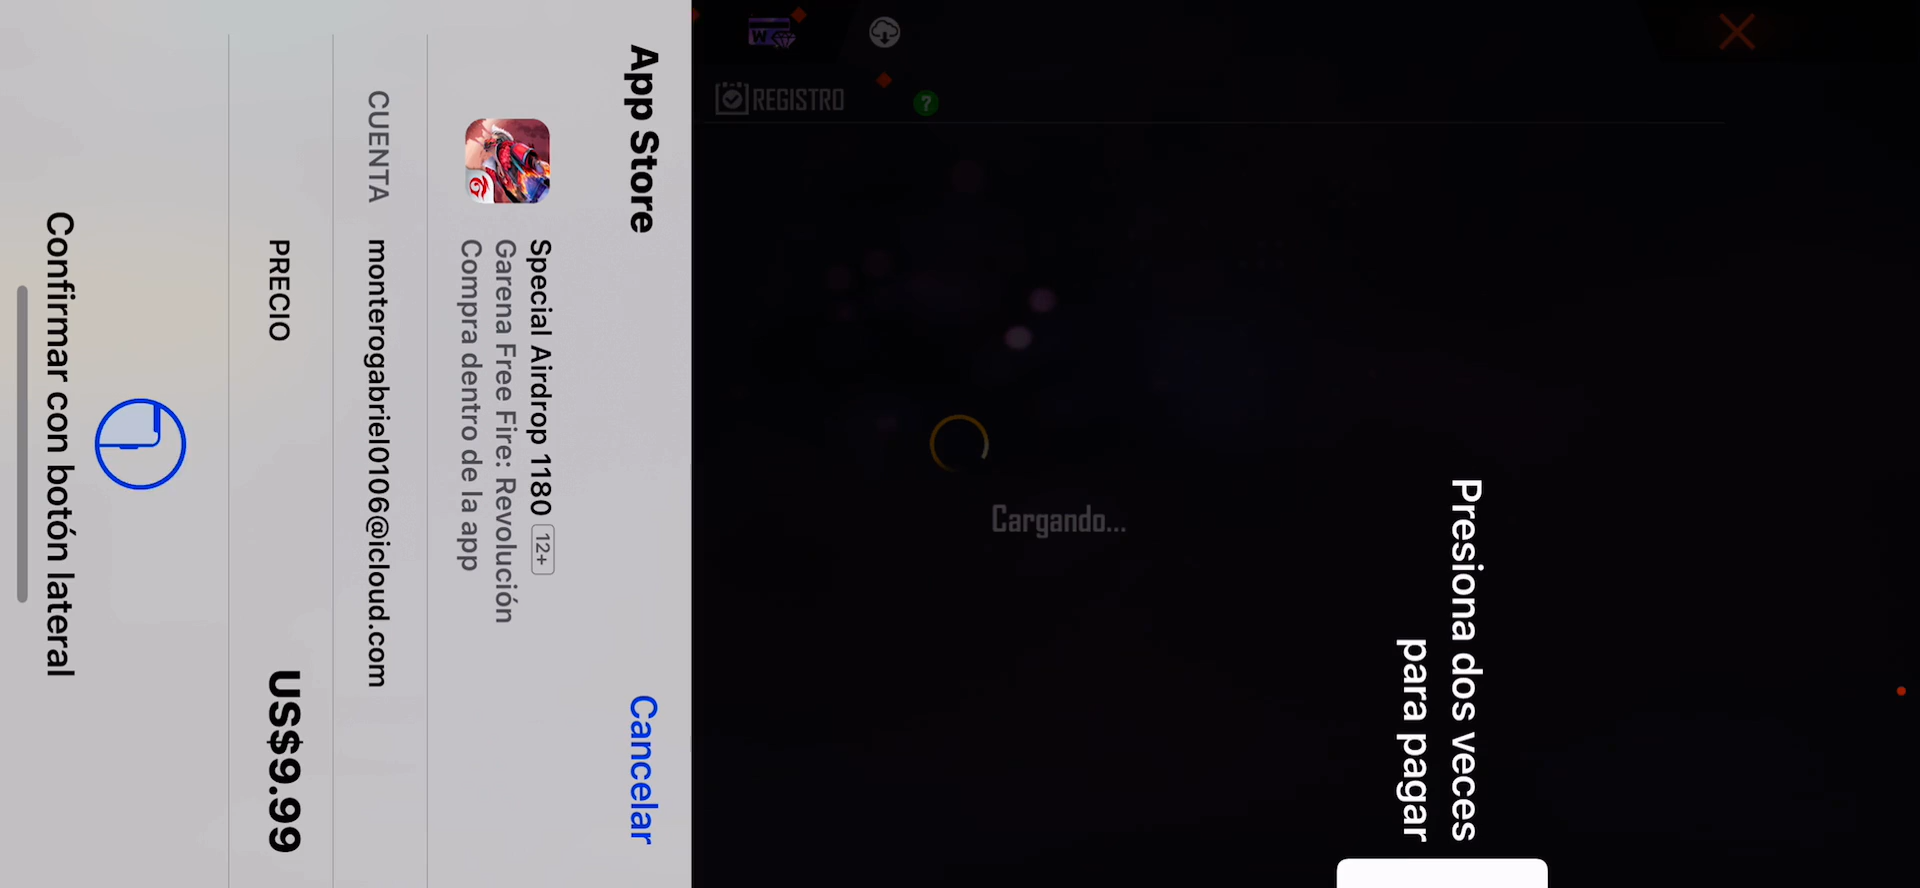 App Store
Cancelar
Special Airdrop 1180 12+
Garena Free Fire: Revolución
Compra dentro de la app
CUENTA
monterogabriel0106@icloud.com
PRECIO
US$9.99
Confirmar con botón lateral
W
REGISTRO
?
Cargando...
Presiona dos veces
para pagar